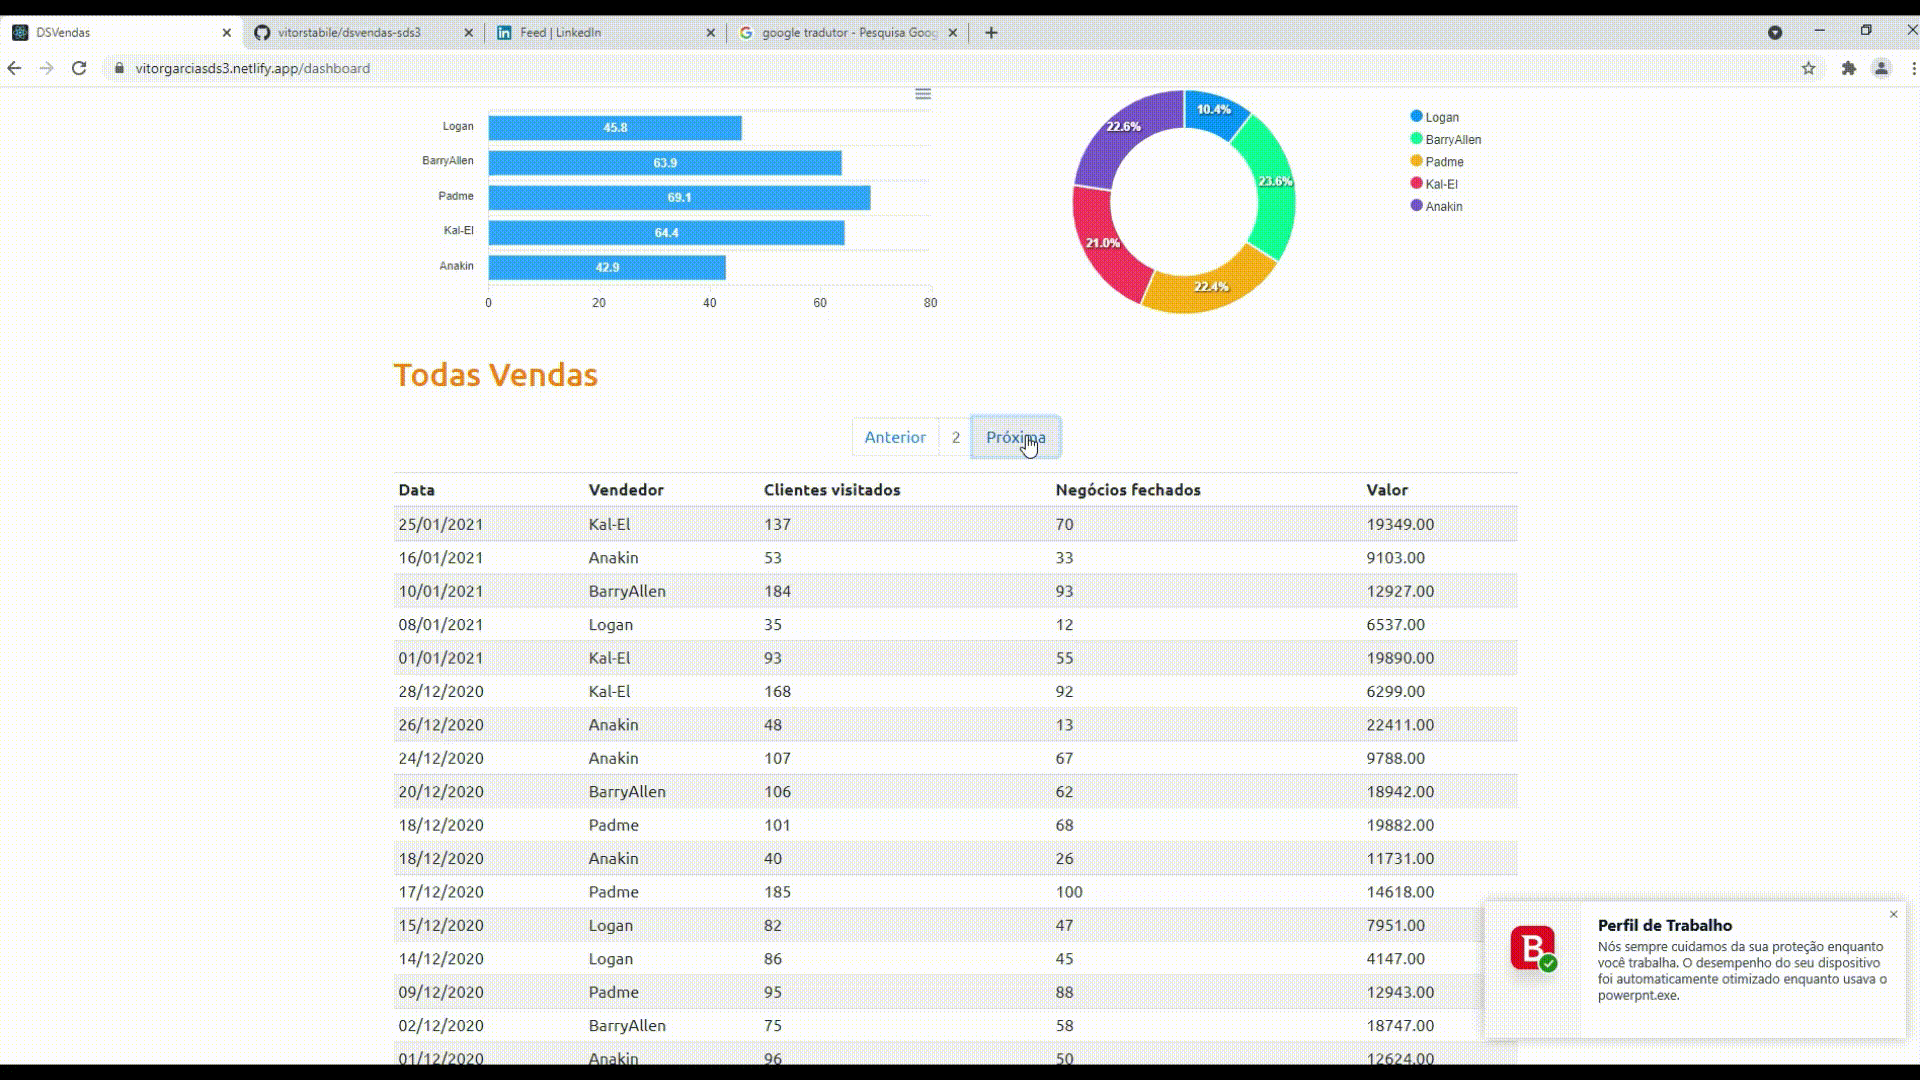 DSVendas
vitorstabile/dsvendas-sds3
Feed | LinkedIn
google tradutor - Pesquisa Goog
vitorgarciasds3.netlify.app/dashboard
Logan 45.8
BarryAllen 63.9
Padme 69.1
Kal-El 64.4
Anakin 42.9
0 20 40 60 80
10.4%
23.6%
22.4%
21.0%
22.6%
Logan
BarryAllen
Padme
Kal-El
Anakin
Todas Vendas
Anterior 2 Próxima
Data Vendedor Clientes visitados Negócios fechados Valor
25/01/2021 Kal-El 137 70 19349.00
16/01/2021 Anakin 53 33 9103.00
10/01/2021 BarryAllen 184 93 12927.00
08/01/2021 Logan 35 12 6537.00
01/01/2021 Kal-El 93 55 19890.00
28/12/2020 Kal-El 168 92 6299.00
26/12/2020 Anakin 48 13 22411.00
24/12/2020 Anakin 107 67 9788.00
20/12/2020 BarryAllen 106 62 18942.00
18/12/2020 Padme 101 68 19882.00
18/12/2020 Anakin 40 26 11731.00
17/12/2020 Padme 185 100 14618.00
15/12/2020 Logan 82 47 7951.00
14/12/2020 Logan 86 45 4147.00
09/12/2020 Padme 95 88 12943.00
02/12/2020 BarryAllen 75 58 18747.00
01/12/2020 Anakin 96 50 12624.00
B
Perfil de Trabalho
Nós sempre cuidamos da sua proteção enquanto
você trabalha. O desempenho do seu dispositivo
foi automaticamente otimizado enquanto usava o
powerpnt.exe.